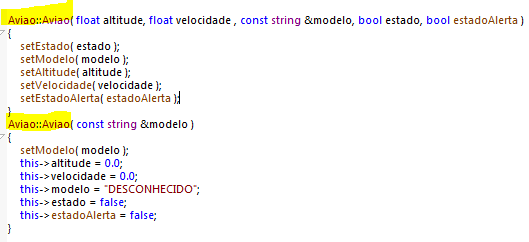 Aviao::Aviao( float altitude, float velocidade , const string &modelo, bool estado, bool estadoAlerta )
{
setEstado( estado );
setModelo( modelo );
setAltitude( altitude );
setVelocidade( velocidade );
setEstadoAlerta( estadoAlerta );
}
Aviao::Aviao( const string &modelo )
{
setModelo( modelo );
this->altitude = 0.0;
this->velocidade = 0.0;
this->modelo = "DESCONHECIDO";
this->estado = false;
this->estadoAlerta = false;
}